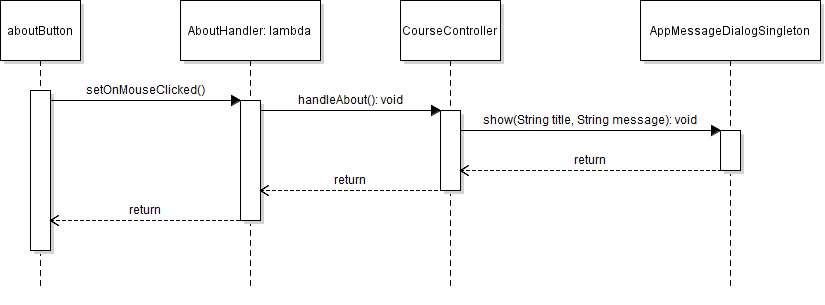 aboutButton
AboutHandler: lambda
CourseController
AppMessageDialogSingleton
setOnMouseClicked()
handleAbout(): void
show(String title, String message): void
return
return
return